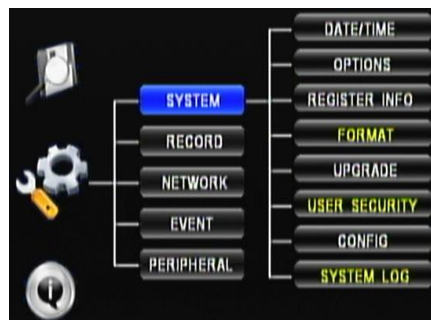 SYSTEM
RECORD
NETWORK
EVENT
PERIPHERAL
DATE/TIME
OPTIONS
REGISTER INFO
FORMAT
UPGRADE
USER SECURITY
CONFIG
SYSTEM LOG